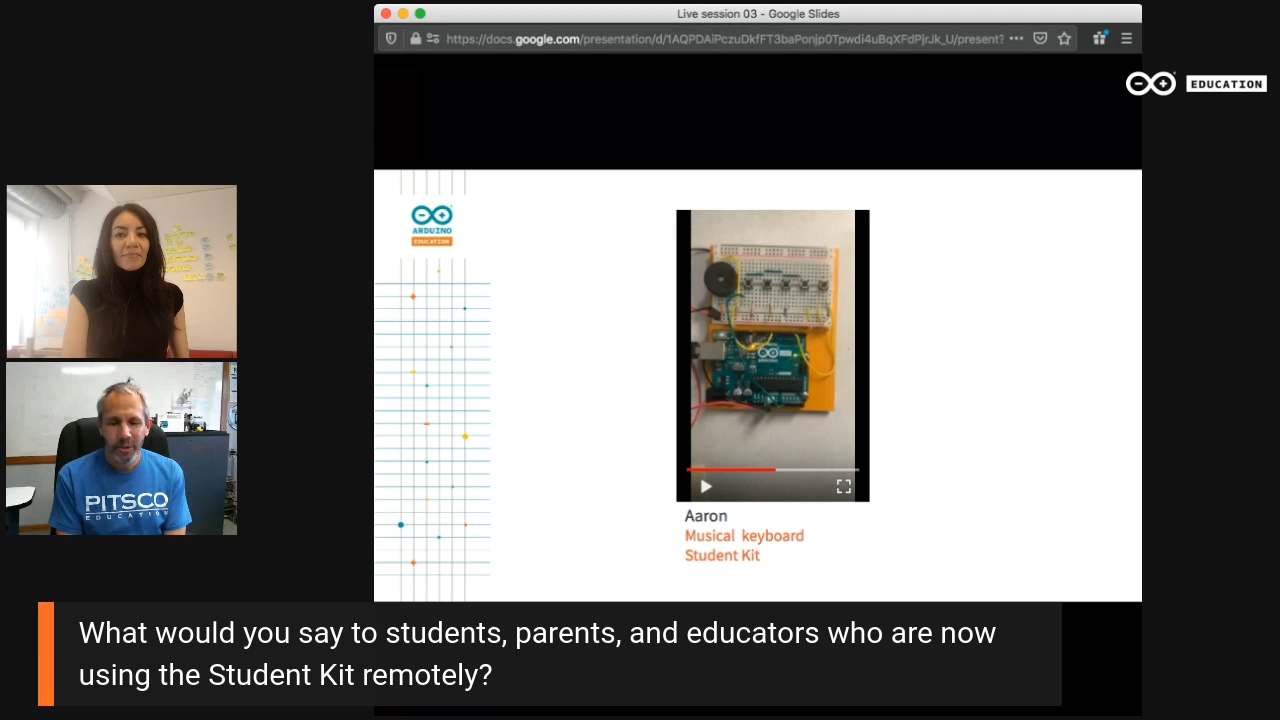 Live session 03 - Google Slides
https://docs.google.com/presentation/d/1AQPDAiPczuDkfFT3baPonjp0Tpwdi4uBqXFdPjrJk_U/present?
EDUCATION
ARDUINO
EDUCATION
Aaron
Musical keyboard
Student Kit
PITSCO
EDUCATION
What would you say to students, parents, and educators who are now
using the Student Kit remotely?